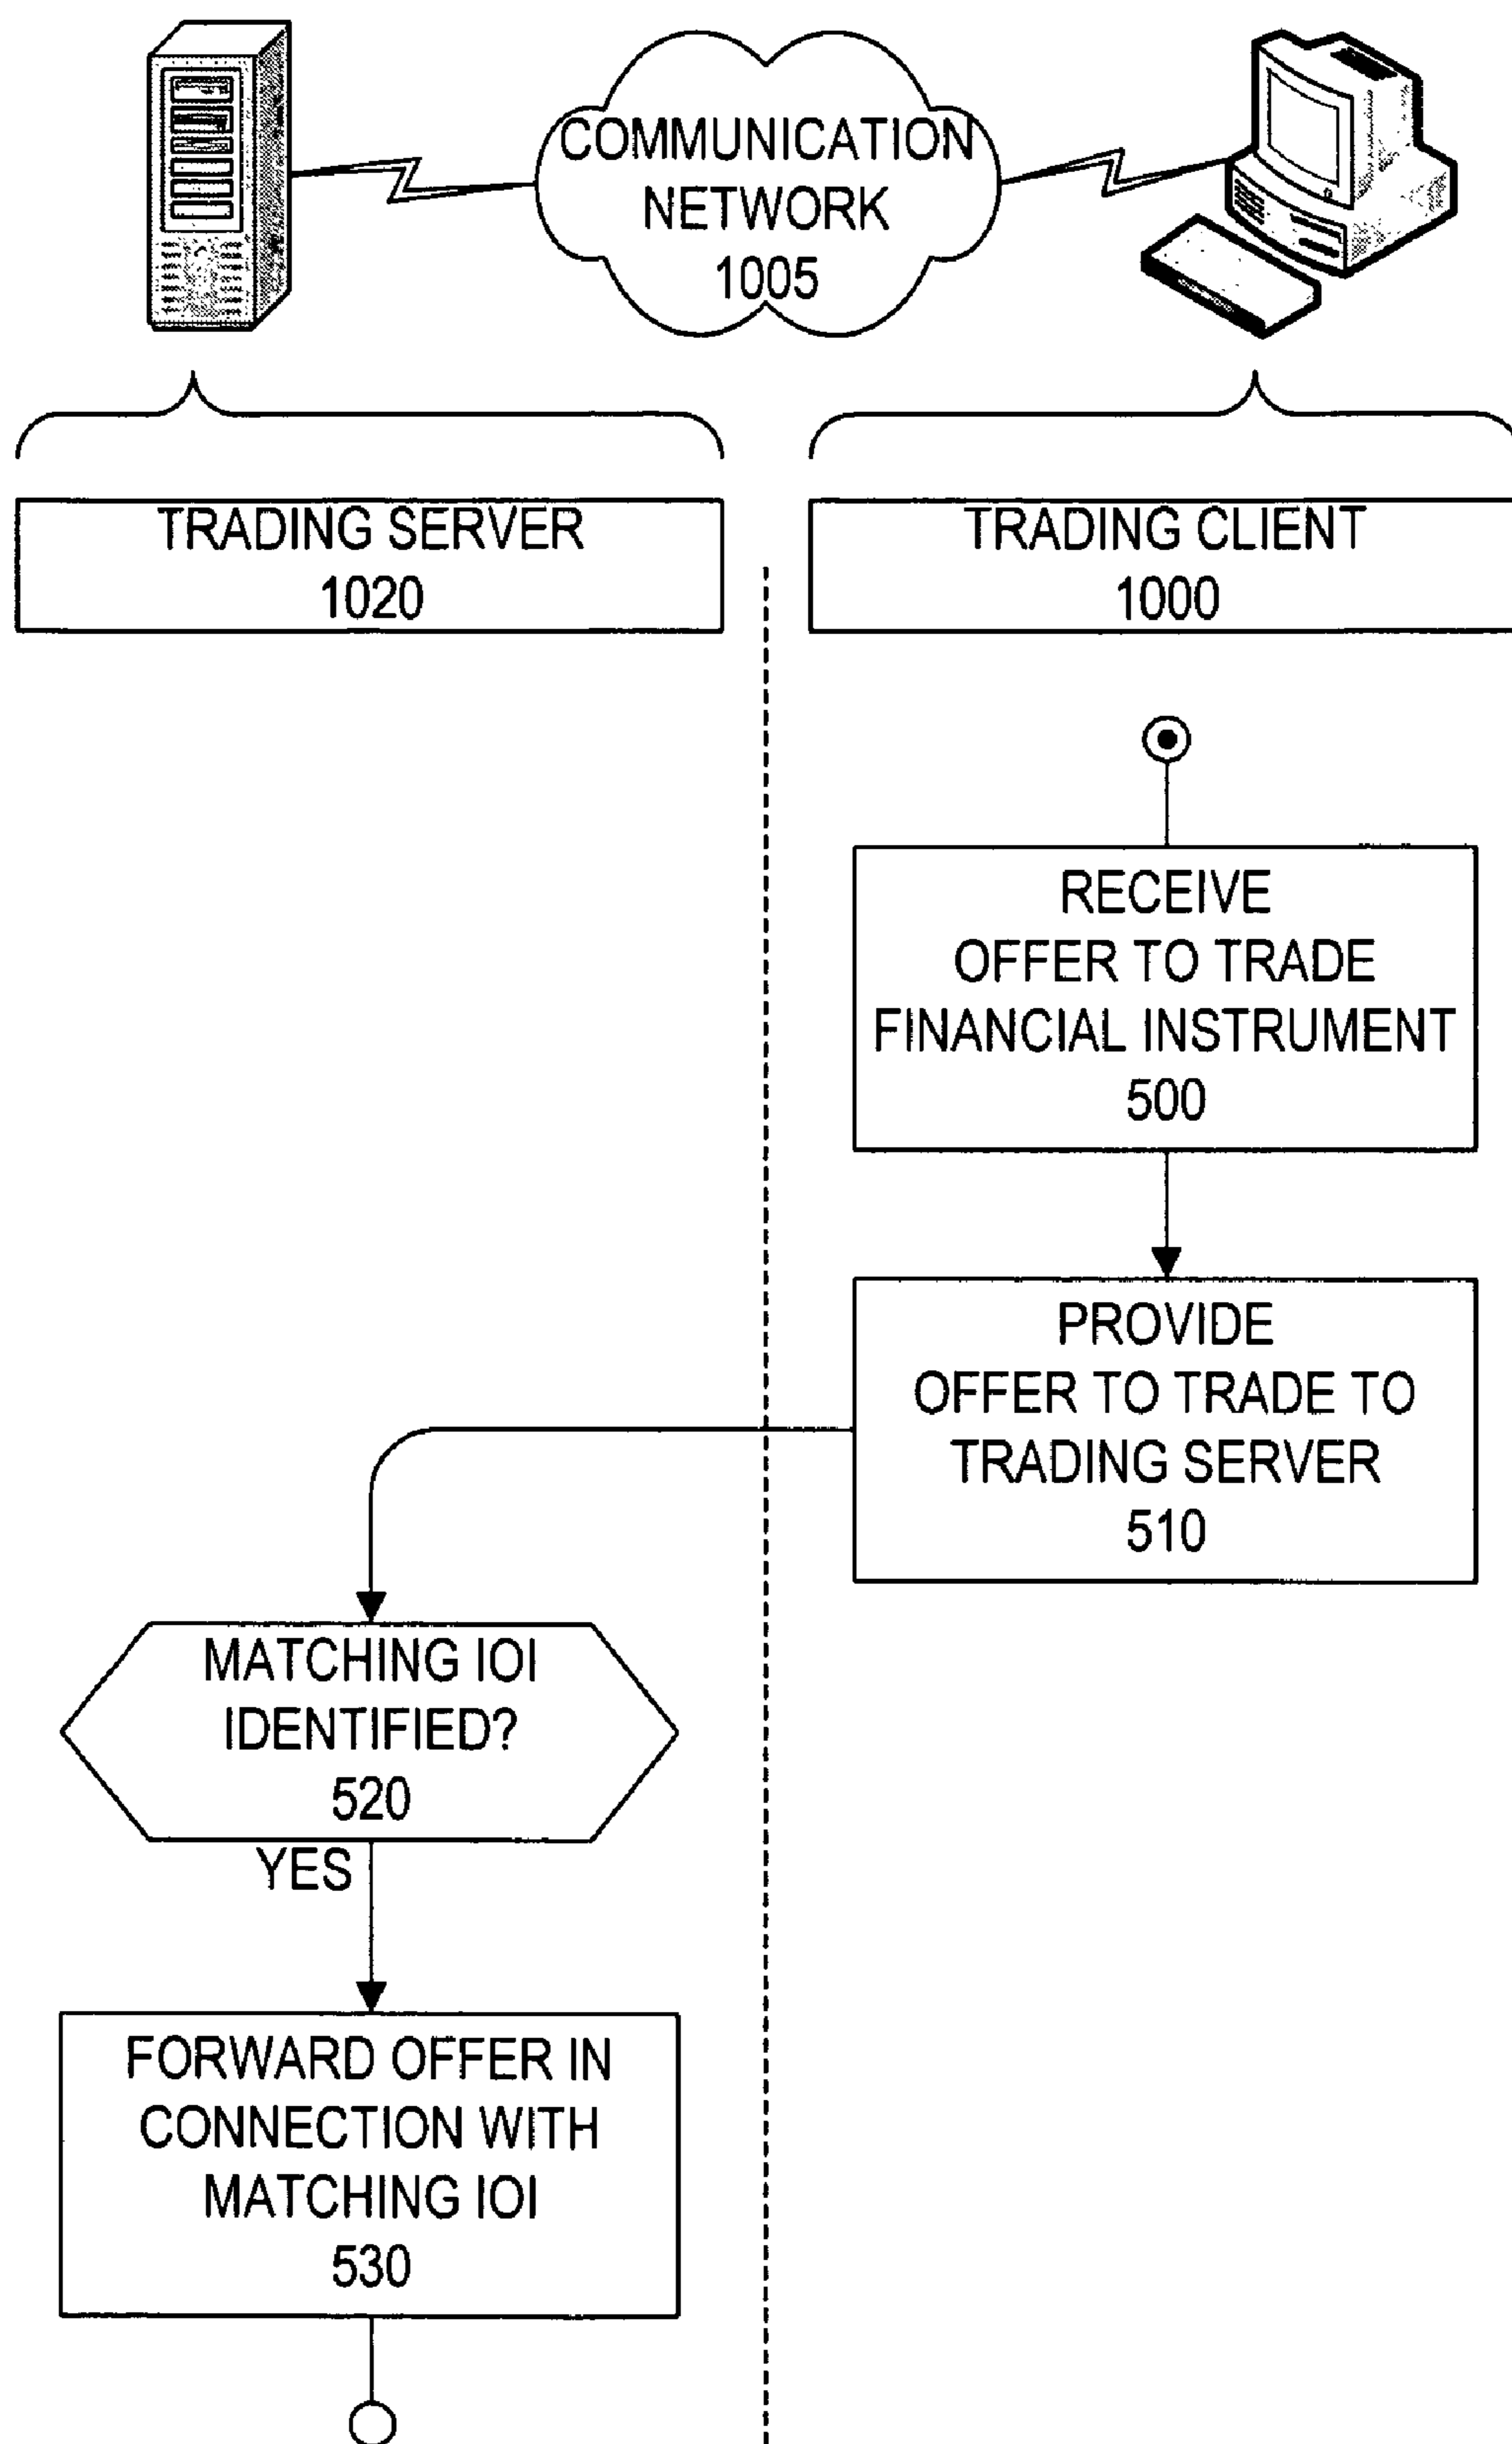 COMMUNICATION
NETWORK
1005
TRADING SERVER
1020
TRADING CLIENT
1000
RECEIVE
OFFER TO TRADE
FINANCIAL INSTRUMENT
500
PROVIDE
OFFER TO TRADE TO
TRADING SERVER
510
MATCHING IOI
IDENTIFIED?
520
YES
FORWARD OFFER IN
CONNECTION WITH
MATCHING IOI
530